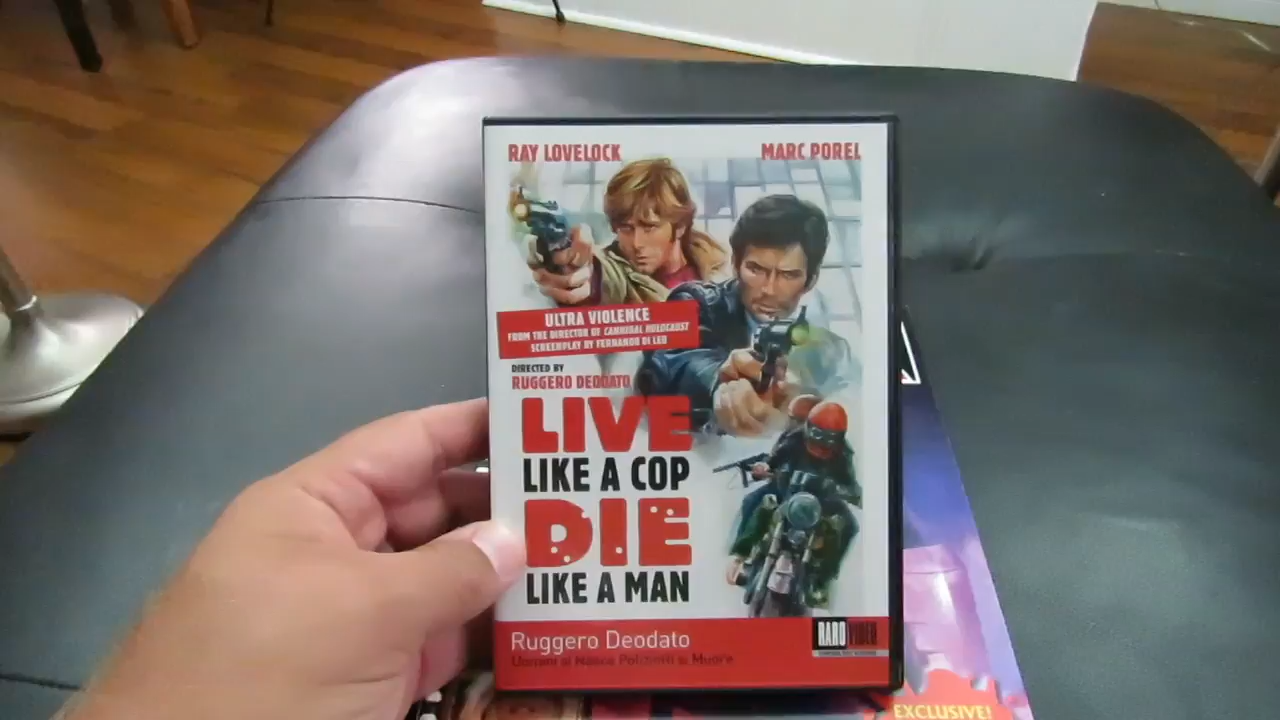 RAY LOVELOCK
MARC POREL
ULTRA VIOLENCE
FROM THE DIRECTOR OF CANNIBAL HOLOCAUST
SCREENPLAY BY FERNANDO DI LEO
DIRECTED BY
RUGGERO DEODATO
LIVE
LIKE A COP
DIE
LIKE A MAN
Ruggero Deodato
Uomini si Nasce Poliziotti si Muore
RARO VIDEO
EXCLUSIVE!